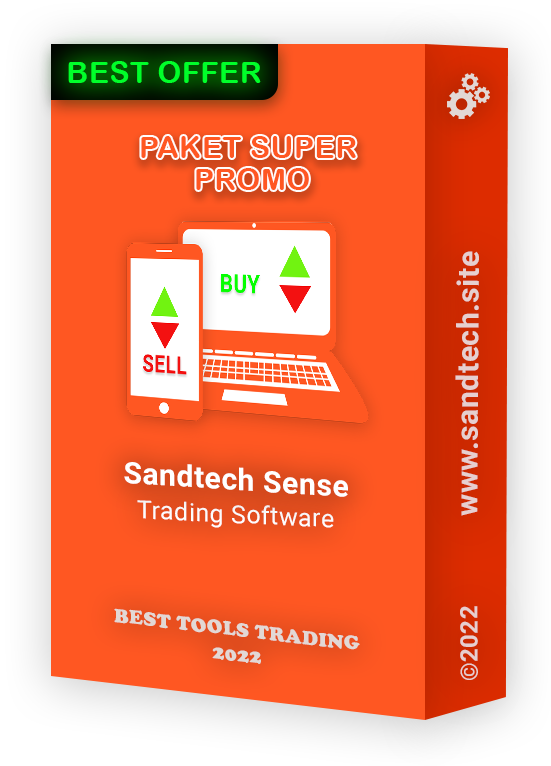 BEST OFFER
PAKET SUPER
PROMO
BUY
SELL
Sandtech Sense
Trading Software
BEST TOOLS TRADING
2022
www.sandtech.site
©2022